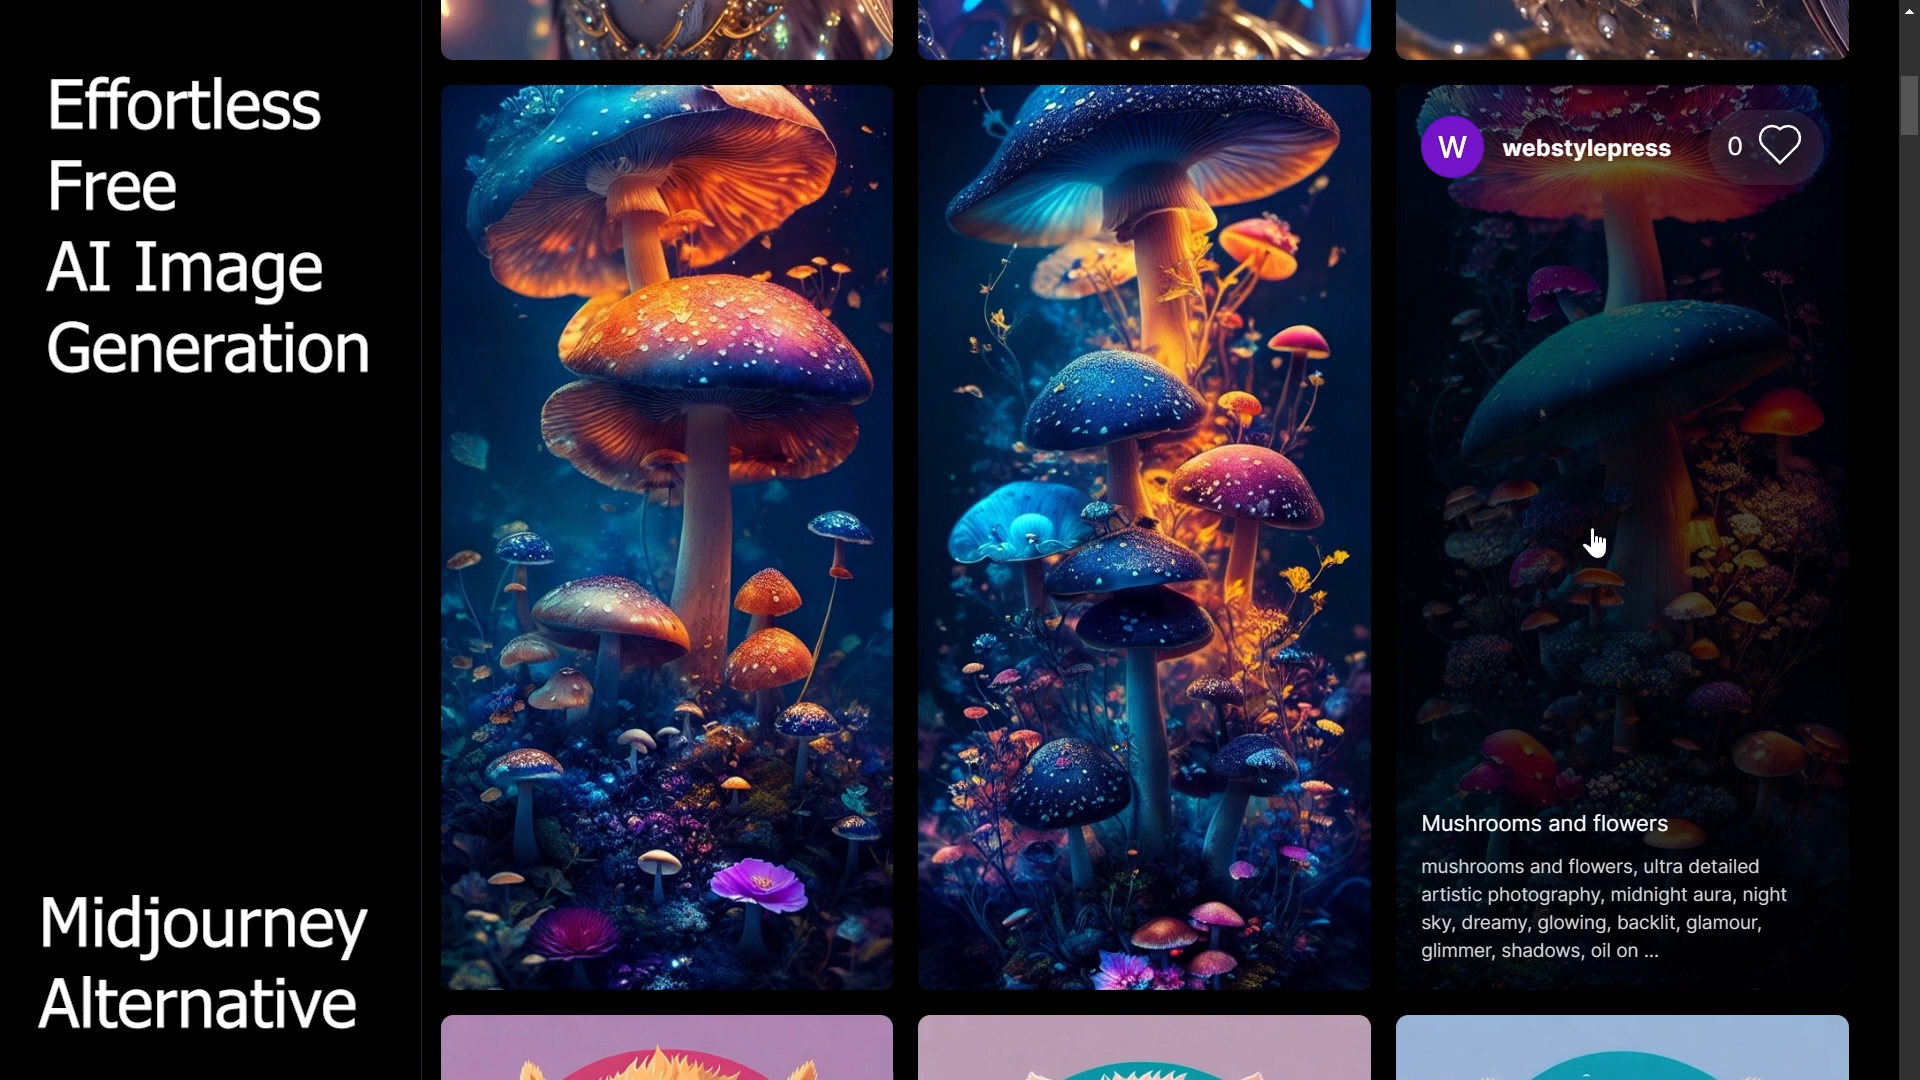 Effortless
Free
AI Image
Generation
Midjourney
Alternative
W
webstylepress
0
Mushrooms and flowers
mushrooms and flowers, ultra detailed
artistic photography, midnight aura, night
sky, dreamy, glowing, backlit, glamour,
glimmer, shadows, oil on ...